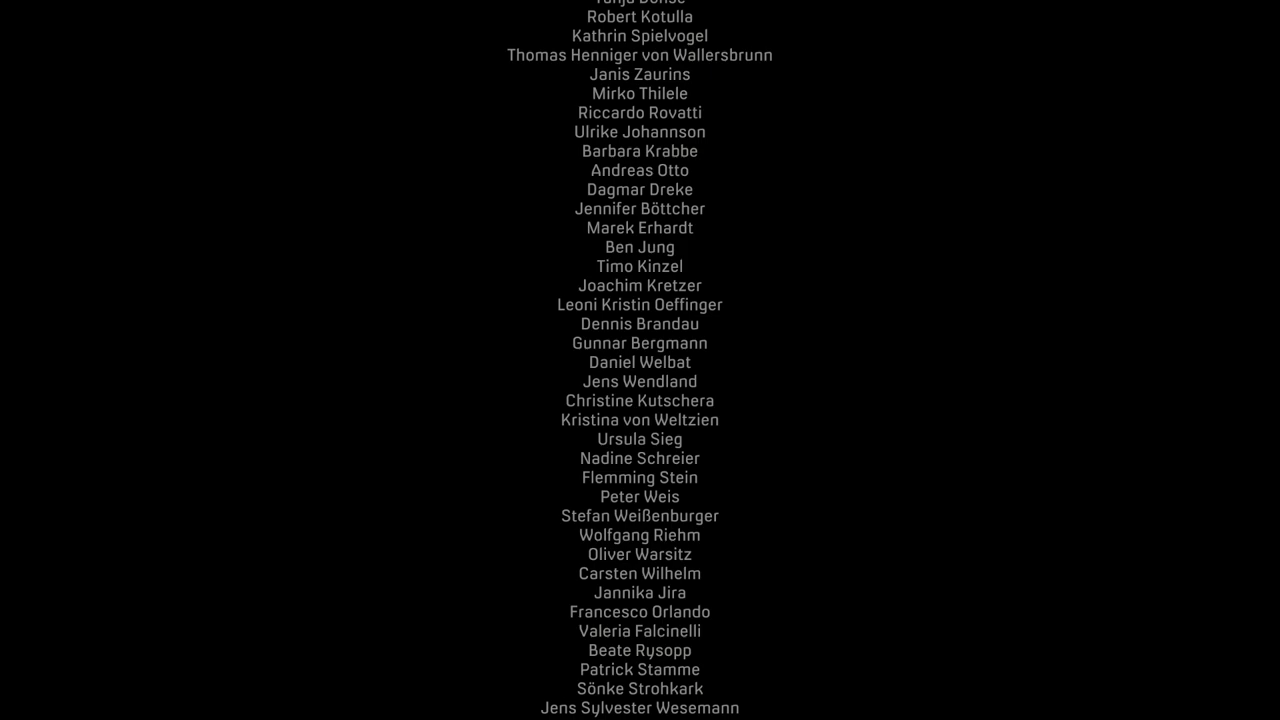 Robert Kotulla
Kathrin Spielvogel
Thomas Henniger von Wallersbrunn
Janis Zaurins
Mirko Thilele
Riccardo Rovatti
Ulrike Johannson
Barbara Krabbe
Andreas Otto
Dagmar Dreke
Jennifer Böttcher
Marek Erhardt
Ben Jung
Timo Kinzel
Joachim Kretzer
Leoni Kristin Oeffinger
Dennis Brandau
Gunnar Bergmann
Daniel Welbat
Jens Wendland
Christine Kutschera
Kristina von Weltzien
Ursula Sieg
Nadine Schreier
Flemming Stein
Peter Weis
Stefan Weißenburger
Wolfgang Riehm
Oliver Warsitz
Carsten Wilhelm
Jannika Jira
Francesco Orlando
Valeria Falcinelli
Beate Rysopp
Patrick Stamme
Sönke Strohkark
Jens Sylvester Wesemann